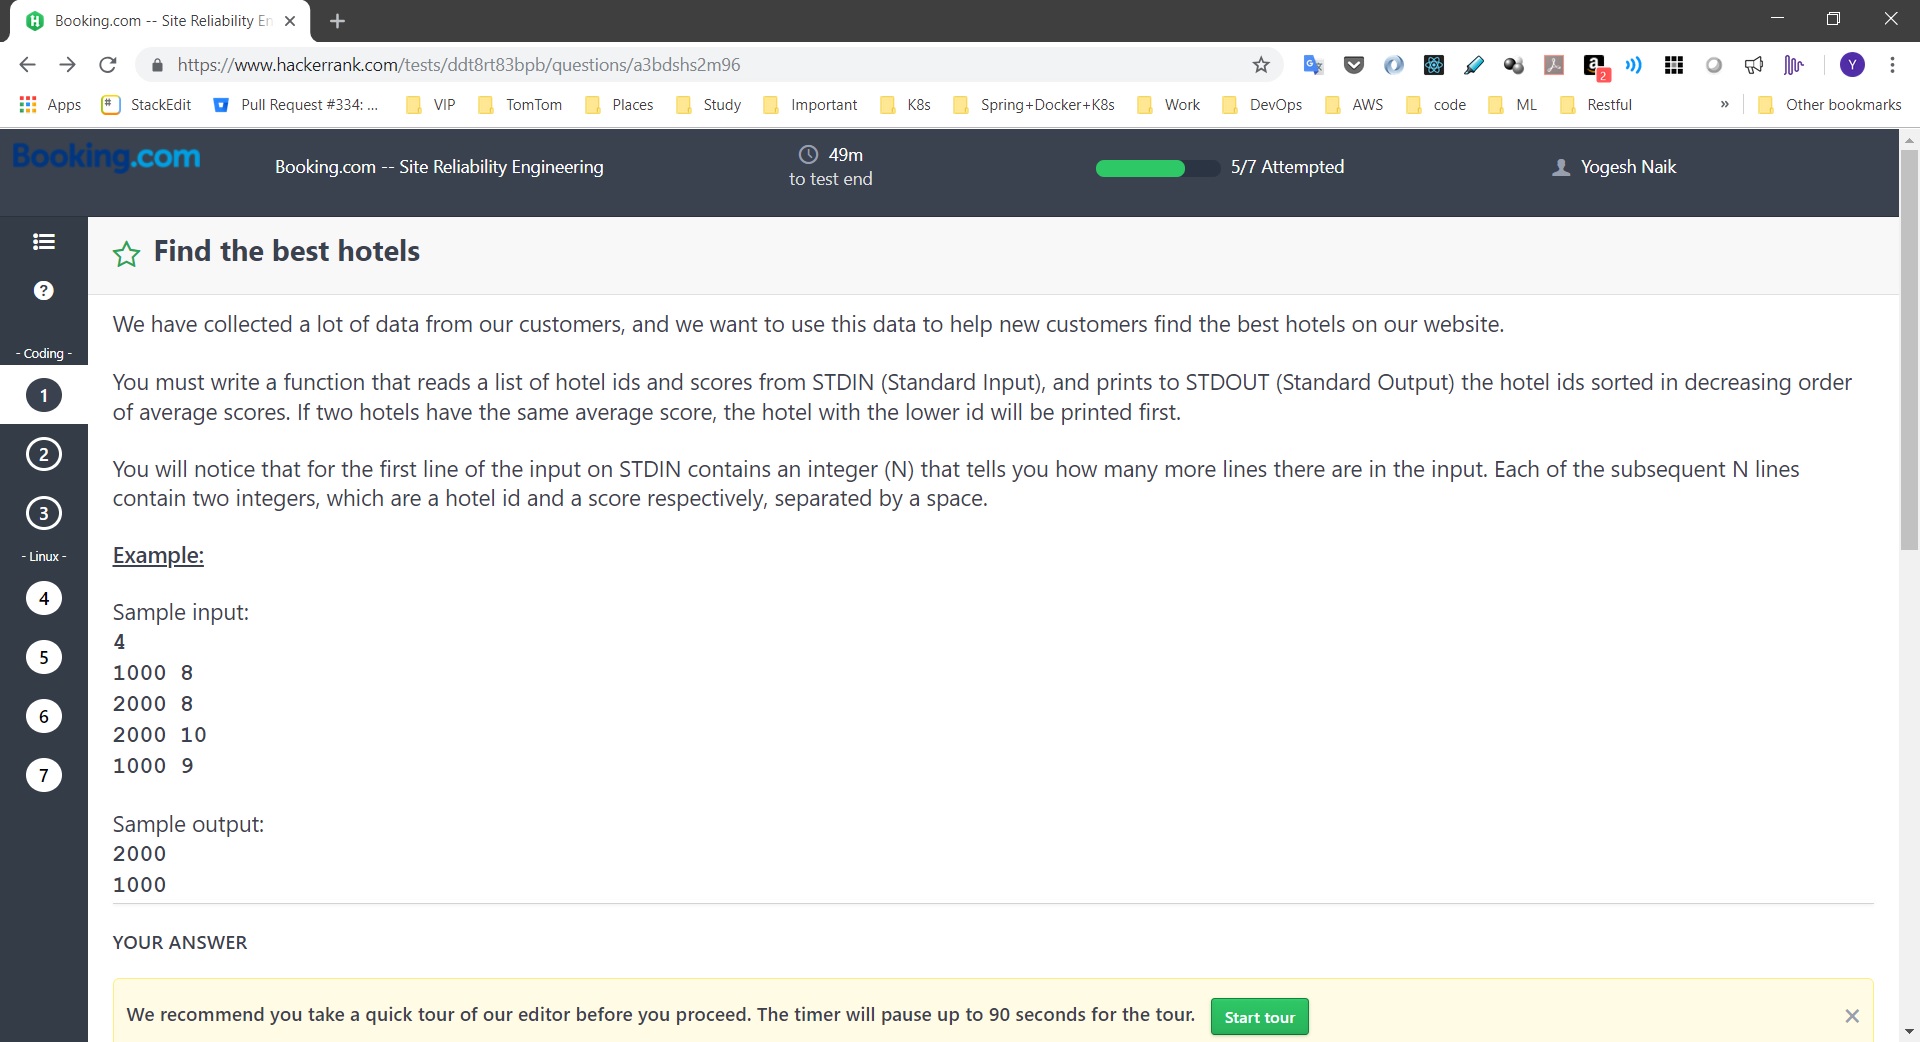 Booking.com -- Site Reliability En
https://www.hackerrank.com/tests/ddt8rt83bpb/questions/a3bdshs2m96
2
Y
Apps
StackEdit
Pull Request #334: ...
VIP
TomTom
Places
Study
Important
K8s
Spring+Docker+K8s
Work
DevOps
AWS
code
ML
Restful
»
Other bookmarks
Booking.com
Booking.com -- Site Reliability Engineering
49m
to test end
5/7 Attempted
Yogesh Naik
?
- Coding -
1
2
3
- Linux -
4
5
6
7
Find the best hotels
We have collected a lot of data from our customers, and we want to use this data to help new customers find the best hotels on our website.
You must write a function that reads a list of hotel ids and scores from STDIN (Standard Input), and prints to STDOUT (Standard Output) the hotel ids sorted in decreasing order
of average scores. If two hotels have the same average score, the hotel with the lower id will be printed first.
You will notice that for the first line of the input on STDIN contains an integer (N) that tells you how many more lines there are in the input. Each of the subsequent N lines
contain two integers, which are a hotel id and a score respectively, separated by a space.
Example:
Sample input:
4
1000 8
2000 8
2000 10
1000 9
Sample output:
2000
1000
YOUR ANSWER
We recommend you take a quick tour of our editor before you proceed. The timer will pause up to 90 seconds for the tour.
Start tour